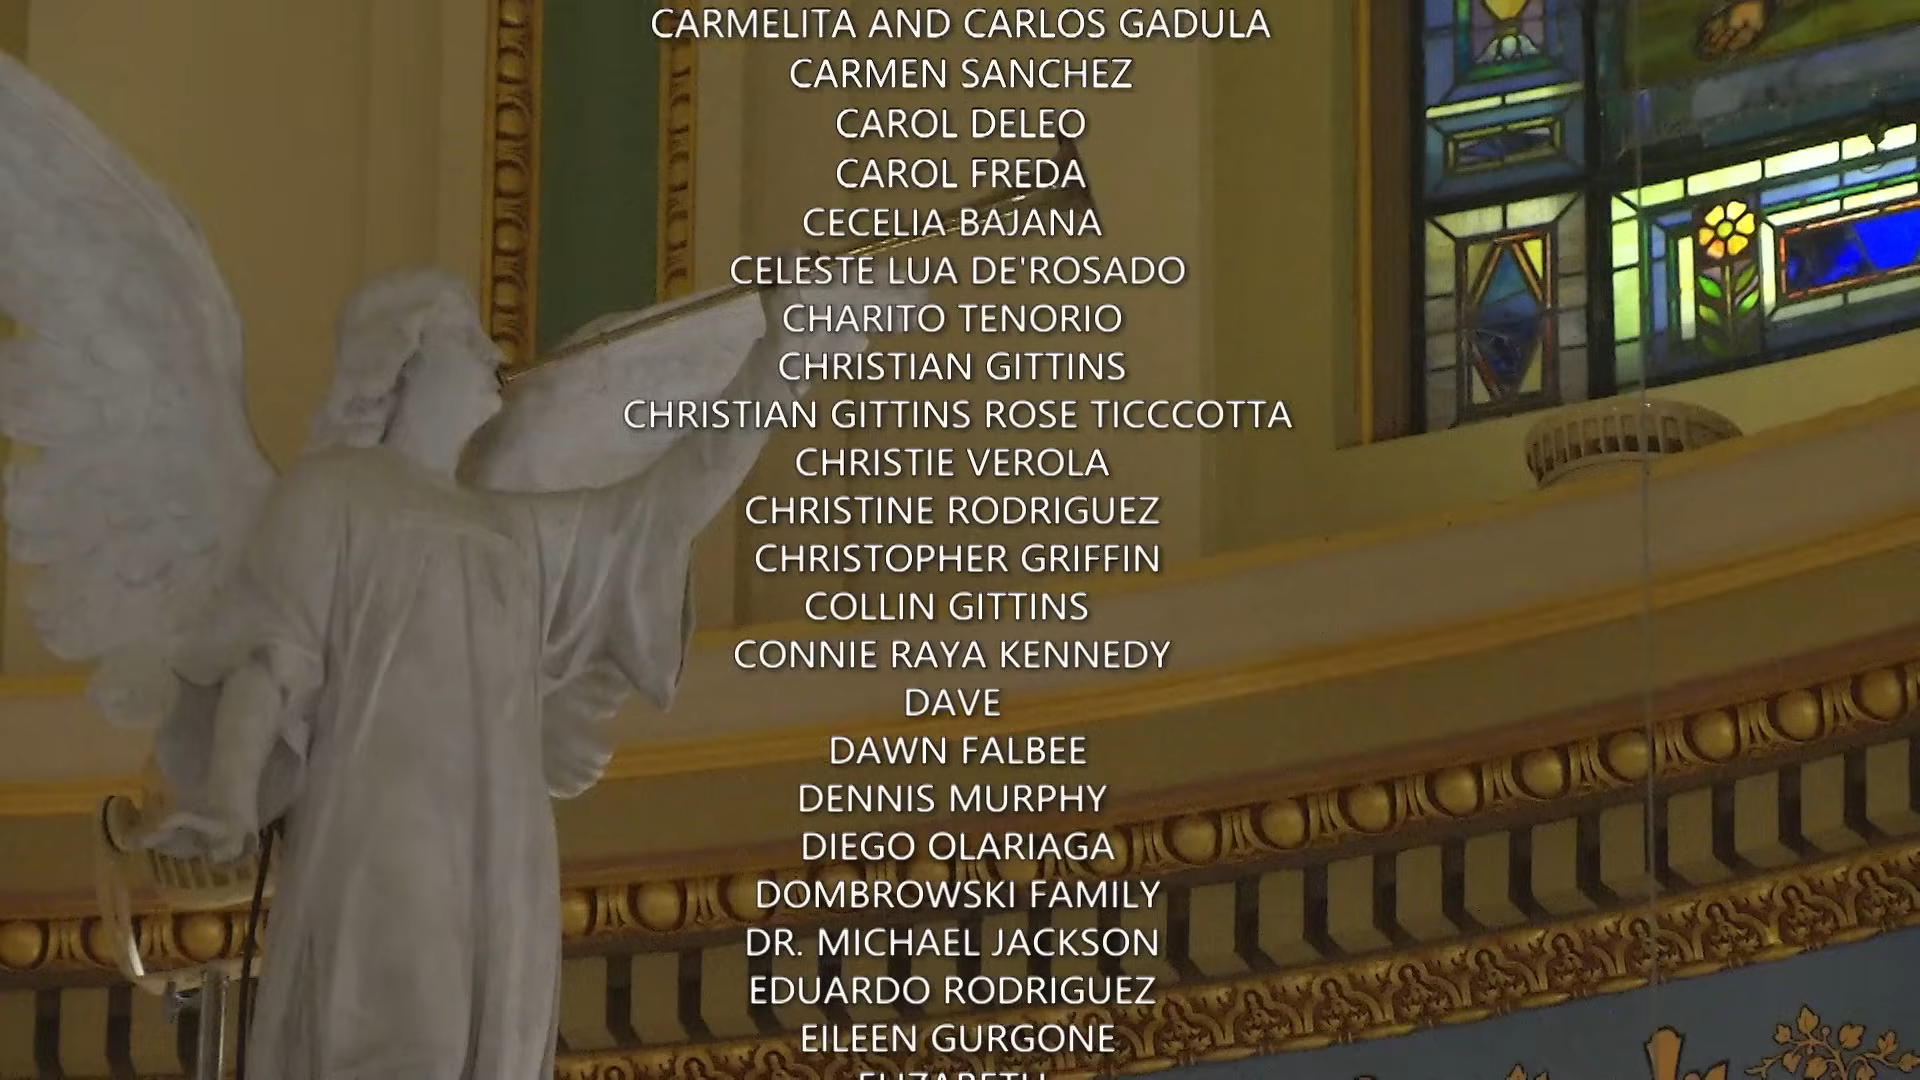 CARMELITA AND CARLOS GADULA
CARMEN SANCHEZ
CAROL DELEO
CAROL FREDA
CECELIA BAJANA
CELESTE LUA DE'ROSADO
CHARITO TENORIO
CHRISTIAN GITTINS
CHRISTIAN GITTINS ROSE TICCCOTTA
CHRISTIE VEROLA
CHRISTINE RODRIGUEZ
CHRISTOPHER GRIFFIN
COLLIN GITTINS
CONNIE RAYA KENNEDY
DAVE
DAWN FALBEE
DENNIS MURPHY
DIEGO OLARIAGA
DOMBROWSKI FAMILY
DR. MICHAEL JACKSON
EDUARDO RODRIGUEZ
EILEEN GURGONE
ELIZABETH